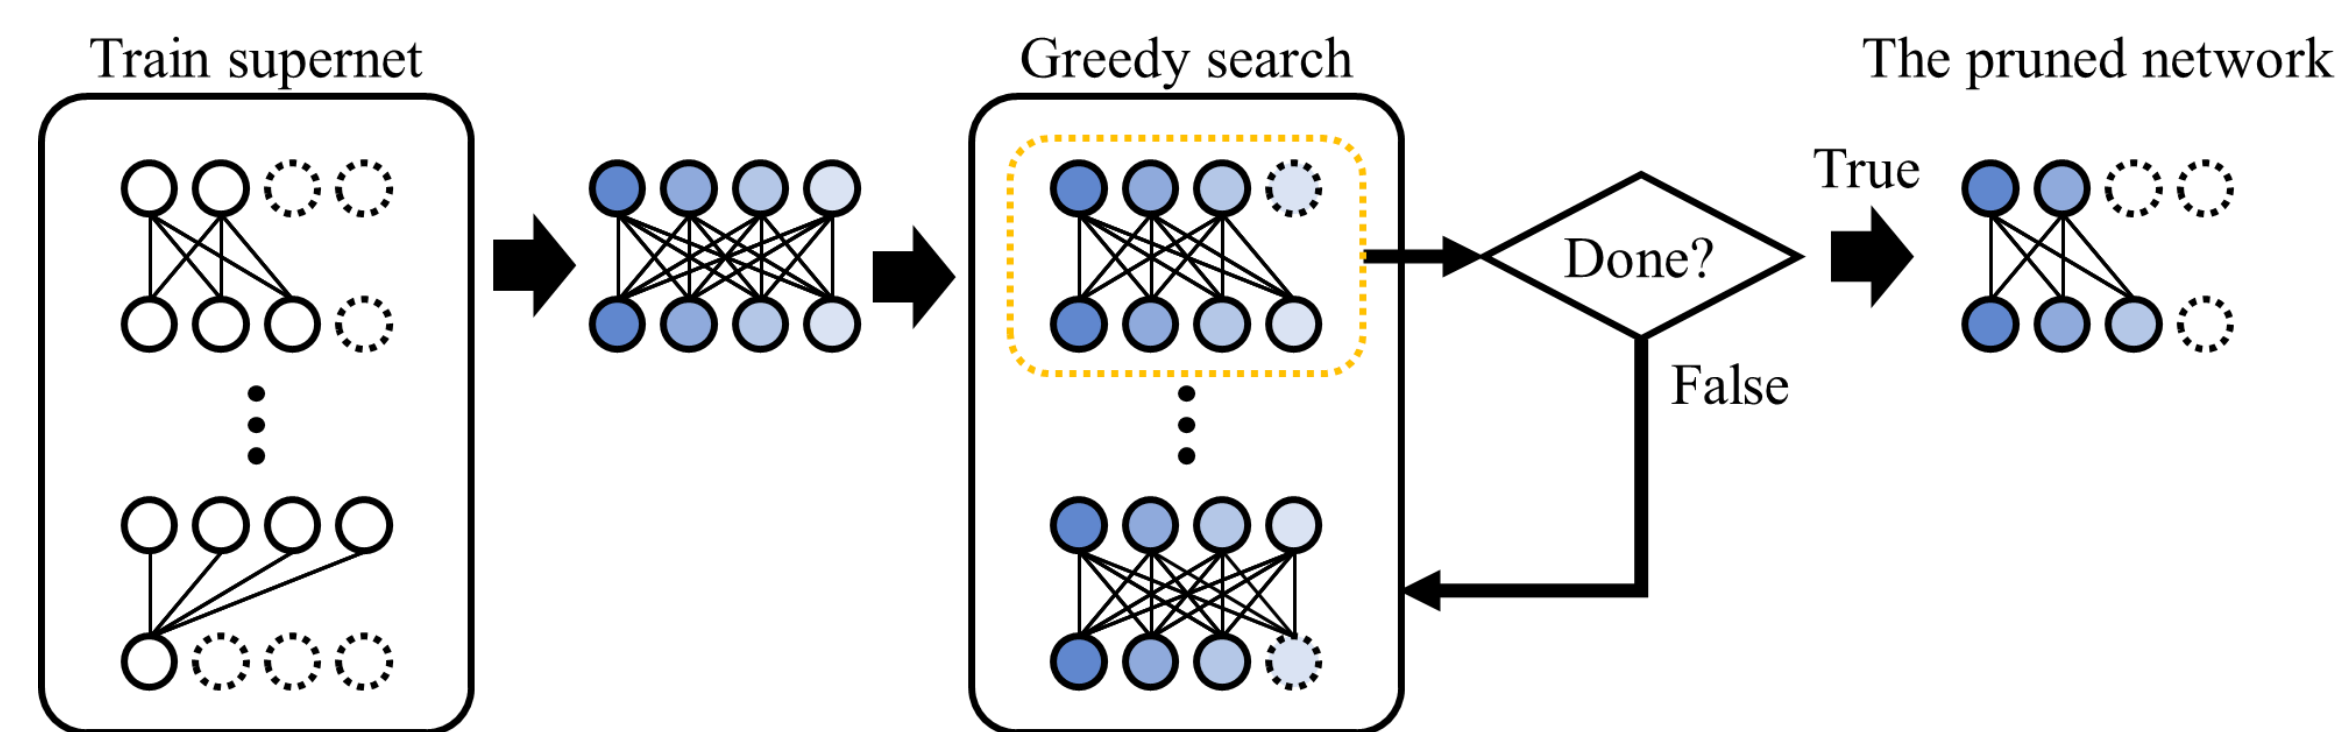 Train supernet
Greedy search
The pruned network
True
Done?
False